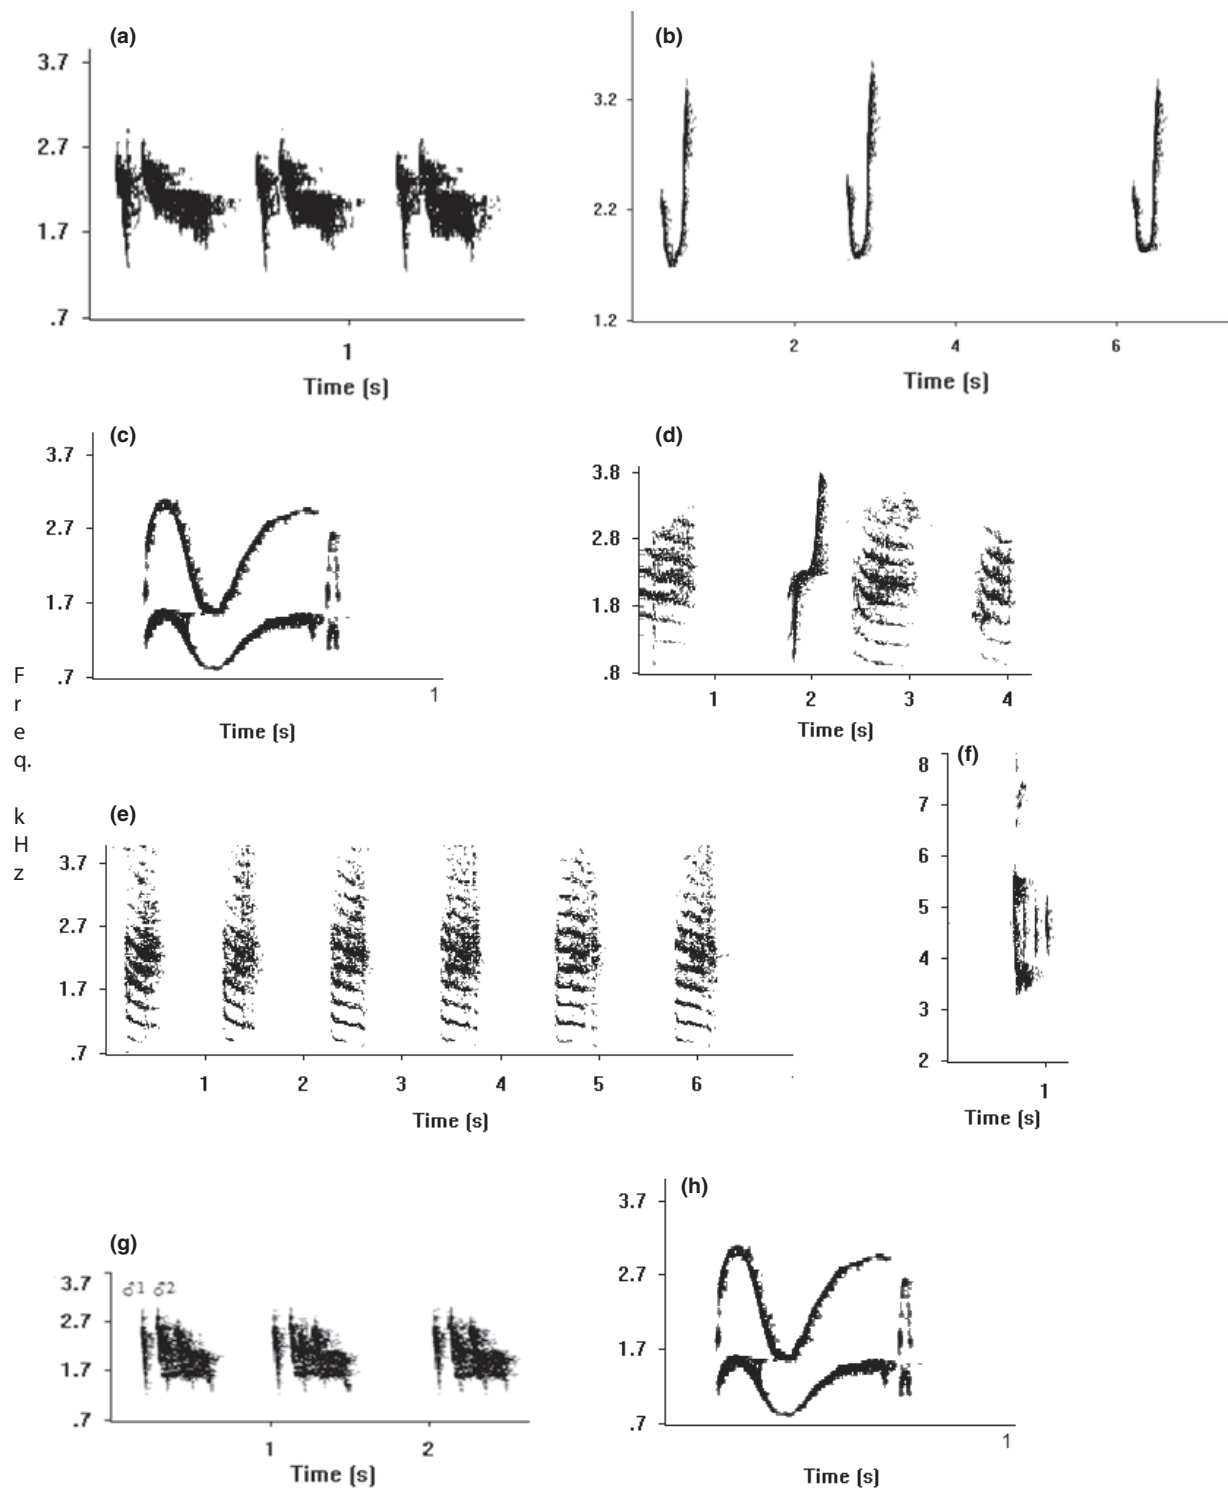 (a)
3.7
2.7
1.7
.7
1
Time (s)
(b)
3.2
2.2
1.2
2 4 6
Time (s)
(c)
3.7
2.7
1.7
.7
1
Time (s)
(d)
3.8
2.8
1.8
.8
1 2 3 4
Time (s)
F
r
e
q.
k
H
z
(e)
3.7
2.7
1.7
.7
1 2 3 4 5 6
Time (s)
(f)
8
7
6
5
4
3
2
1
Time (s)
(g)
3.7
♂1 ♂2
2.7
1.7
.7
1 2
Time (s)
(h)
3.7
2.7
1.7
.7
1
Time (s)